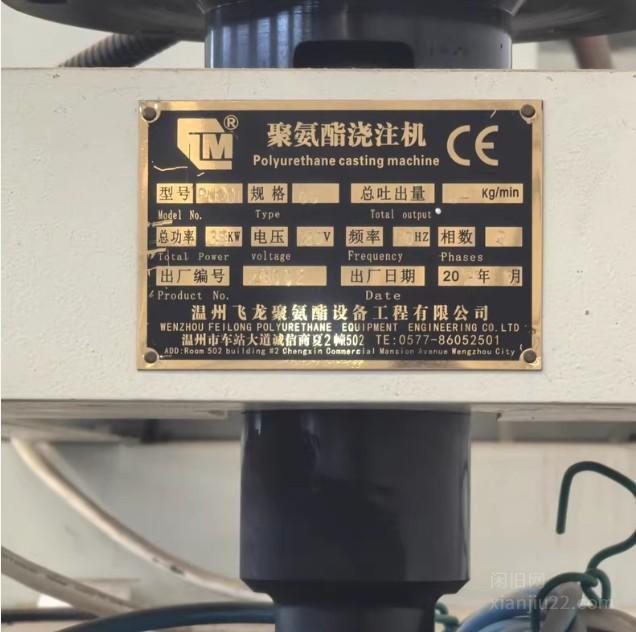 LM®
聚氨酯浇注机 CE
Polyurethane casting machine
型号 规格 总吐出量 Kg/min
Model No. Type Total output
总功率 KW 电压 V 频率 HZ 相数
Total Power voltage Frequency Phases
出厂编号 出厂日期 20 年 月
Product No. Date
温州飞龙聚氨酯设备工程有限公司
WENZHOU FEILONG POLYURETHANE EQUIPMENT ENGINEERING CO.LTD
温州市车站大道诚信商夏2幢502 TE:0577-86052501
ADD:Room 502 building #2 Chengxin Commercial Mansion Avanue Wengzhou City
闲旧网
xianjiu22.com